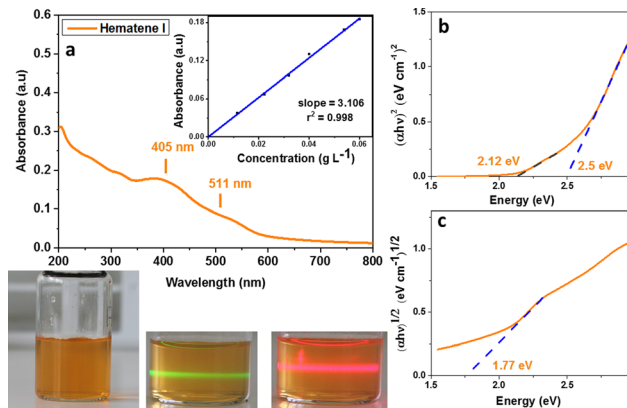 Hematene I
a
Absorbance (a.u)
0.6
0.5
0.4
0.3
0.2
0.1
0.0
200 300 400 500 600 700 800
Wavelength (nm)
405 nm
511 nm
Absorbance (a.u)
0.18
0.12
0.06
0.00
0.00 0.02 0.04 0.06
Concentration (g L-1)
slope = 3.106
r2 = 0.998
b
(αhν)2 (eV cm-1)2
1.5
1.0
0.5
0.0
2.12 eV
2.5 eV
2.0 2.5
Energy (eV)
c
(αhν)1/2 (eV cm-1)1/2
1.5
1.0
0.5
0.0
1.77 eV
2.0 2.5
Energy (eV)